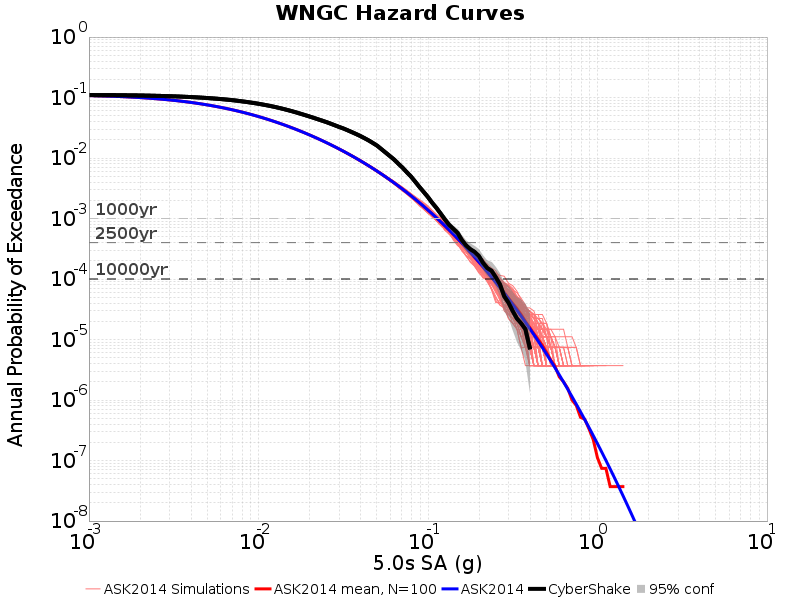 WNGC Hazard Curves
Annual Probability of Exceedance
10^0
10^-1
10^-2
10^-3
10^-4
10^-5
10^-6
10^-7
10^-8
1000yr
2500yr
10000yr
10^-3 10^-2 10^-1 10^0 10^1
5.0s SA (g)
ASK2014 Simulations ASK2014 mean, N=100 ASK2014 CyberShake 95% conf